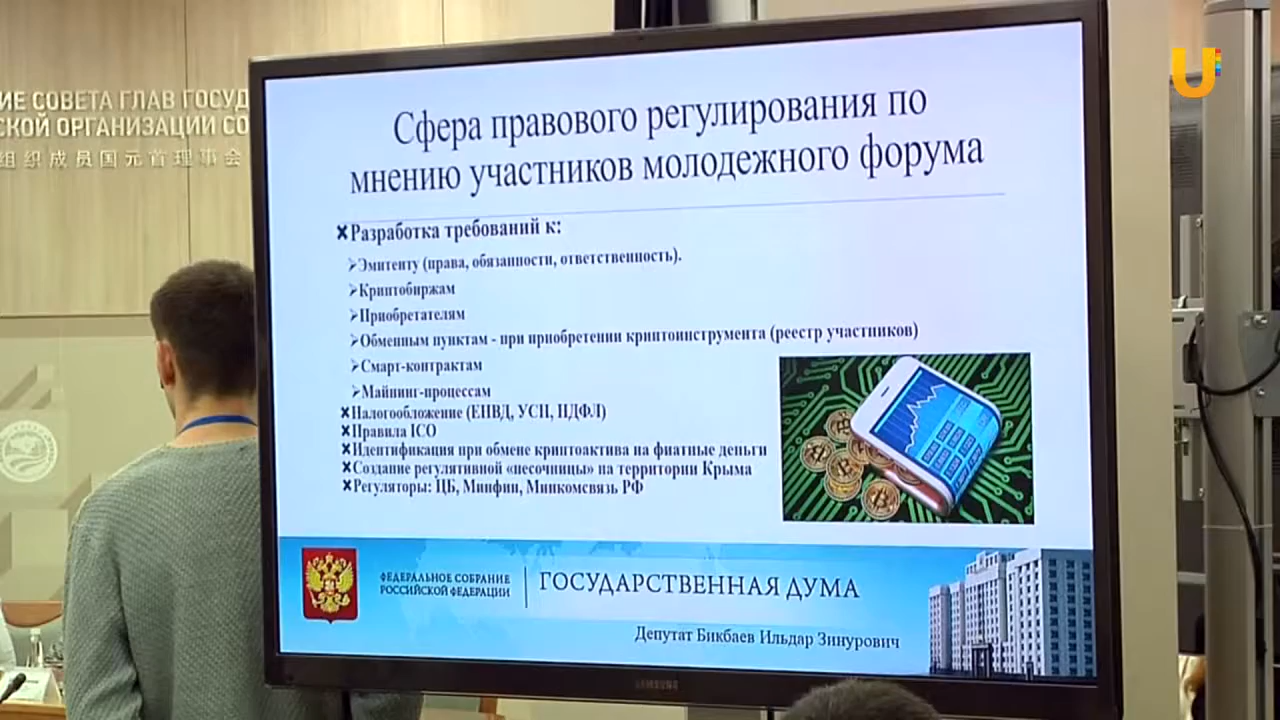 ИЕ СОВЕТА ГЛАВ ГОСУД
СКОЙ ОРГАНИЗАЦИИ СО
组织成员国元首理事会
U
Сфера правового регулирования по
мнению участников молодежного форума
Разработка требований к:
Эмитенту (права, обязанности, ответственность).
Криптобиржам
Приобретателям
Обменным пунктам - при приобретении криптоинструмента (реестр участников)
Смарт-контрактам
Майнинг-процессам
Налогообложение (ЕНВД, УСН, НДФЛ)
Правила ICO
Идентификация при обмене криптоактива на фиатные деньги
Создание регулятивной «песочницы» на территории Крыма
Регуляторы: ЦБ, Минфин, Минкомсвязь РФ
ФЕДЕРАЛЬНОЕ СОБРАНИЕ
РОССИЙСКОЙ ФЕДЕРАЦИИ
ГОСУДАРСТВЕННАЯ ДУМА
Депутат Бикбаев Ильдар Зинурович
SAMSUNG